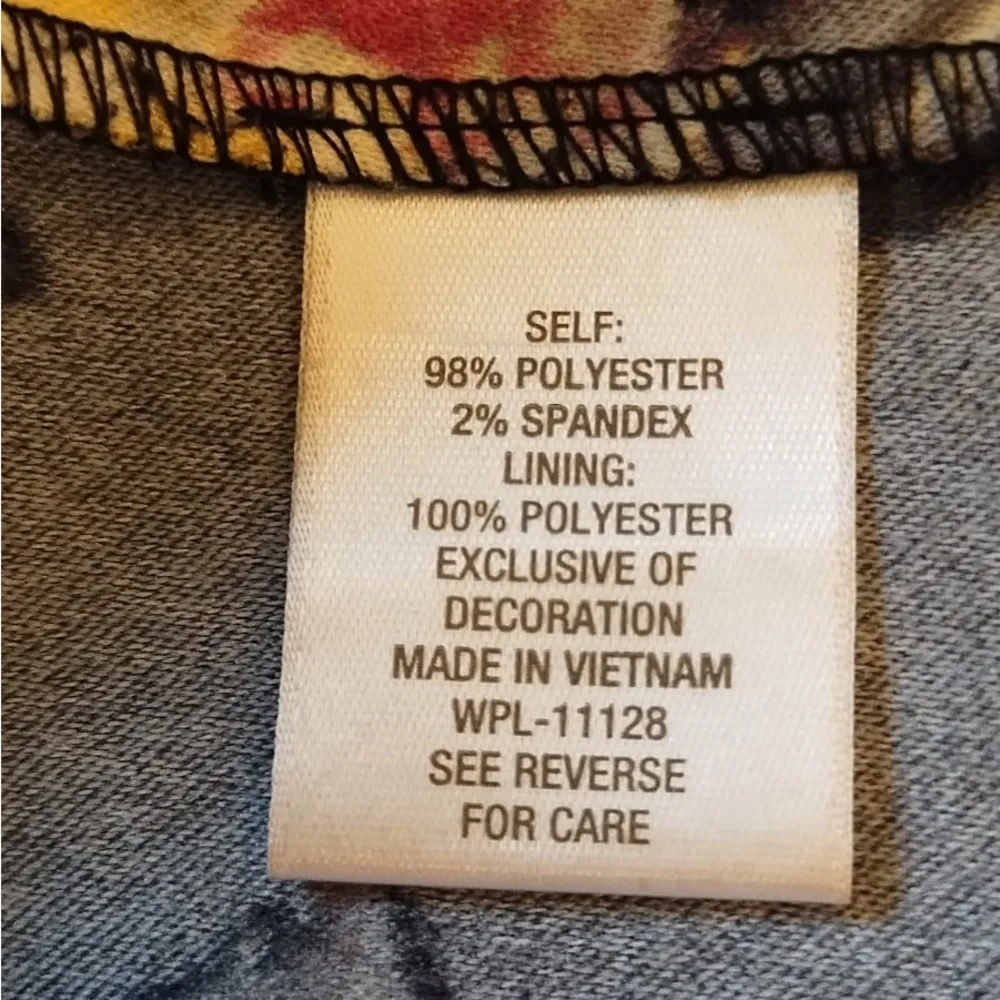 SELF:
98% POLYESTER
2% SPANDEX
LINING:
100% POLYESTER
EXCLUSIVE OF
DECORATION
MADE IN VIETNAM
WPL-11128
SEE REVERSE
FOR CARE